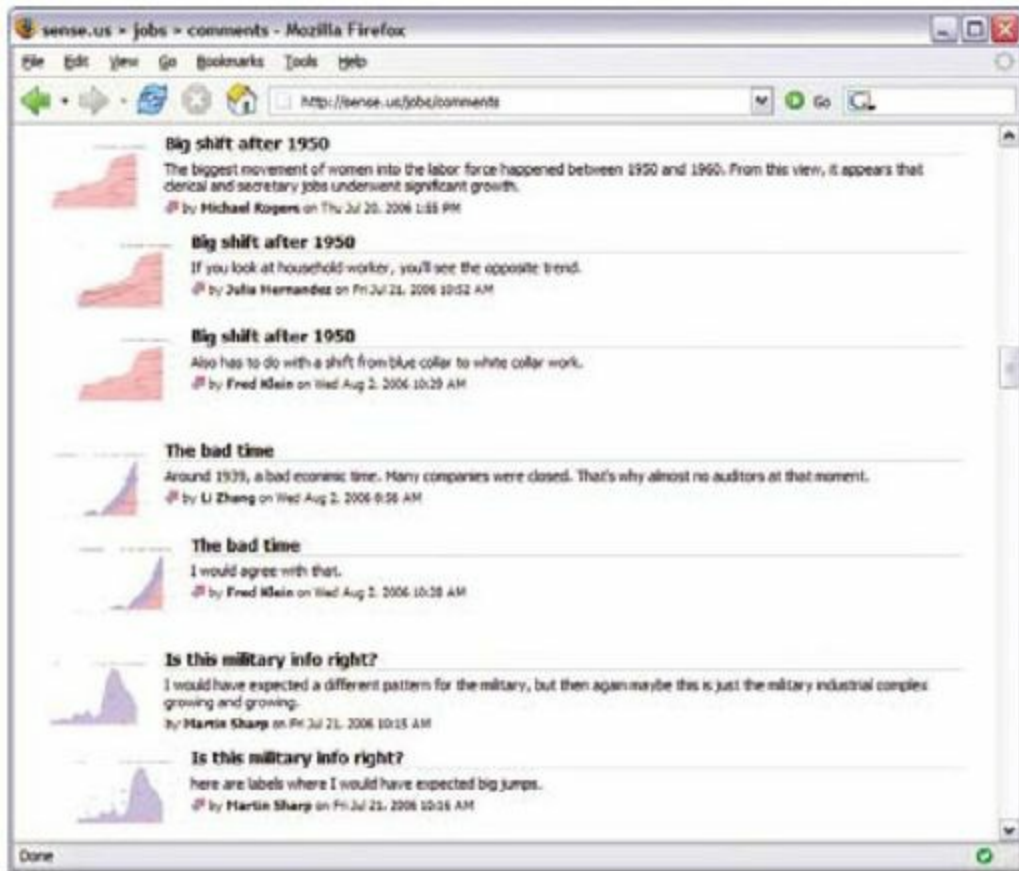 sense.us > jobs > comments - Mozilla Firefox
File Edit View Go Bookmarks Tools Help
http://sense.us/jobs/comments Go
Big shift after 1950
The biggest movement of women into the labor force happened between 1950 and 1960. From this view, it appears that
clerical and secretary jobs underwent significant growth.
by Michael Rogers on Thu Jul 20, 2006 1:55 PM
Big shift after 1950
If you look at household worker, you'll see the opposite trend.
by Julia Hernandez on Fri Jul 21, 2006 10:52 AM
Big shift after 1950
Also has to do with a shift from blue collar to white collar work.
by Fred Klein on Wed Aug 2, 2006 10:29 AM
The bad time
Around 1939, a bad econimic time. Many companies were closed. That's why almost no auditors at that moment.
by Li Zhang on Wed Aug 2, 2006 AM
The bad time
I would agree with that.
by Fred Klein on Wed Aug 2, 2006 10:28 AM
Is this military info right?
I would have expected a different pattern for the military, but then again maybe this is just the military industrial complex
growing and growing.
by Martin Sharp on Fri Jul 21, 2006 10:15 AM
Is this military info right?
here are labels where I would have expected big jumps.
by Martin Sharp on Fri Jul 21, 2006 10:16 AM
Done